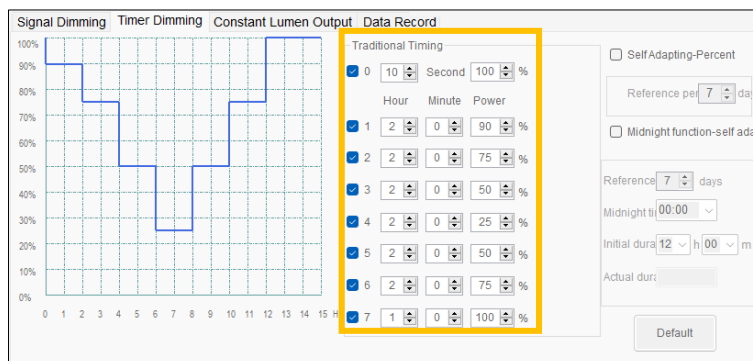 Signal Dimming Timer Dimming Constant Lumen Output Data Record
Traditional Timing
0 10 Second 100 %
Hour Minute Power
1 2 0 90 %
2 2 0 75 %
3 2 0 50 %
4 2 0 25 %
5 2 0 50 %
6 2 0 75 %
7 1 0 100 %
100%
90%
80%
70%
60%
50%
40%
30%
20%
10%
0%
0 1 2 3 4 5 6 7 8 9 10 11 12 13 14 15 H
Self Adapting-Percent
Reference per 7 day
Midnight function-self ada
Reference 7 days
Midnight ti 00:00
Initial dura 12 h 00 m
Actual dura
Default